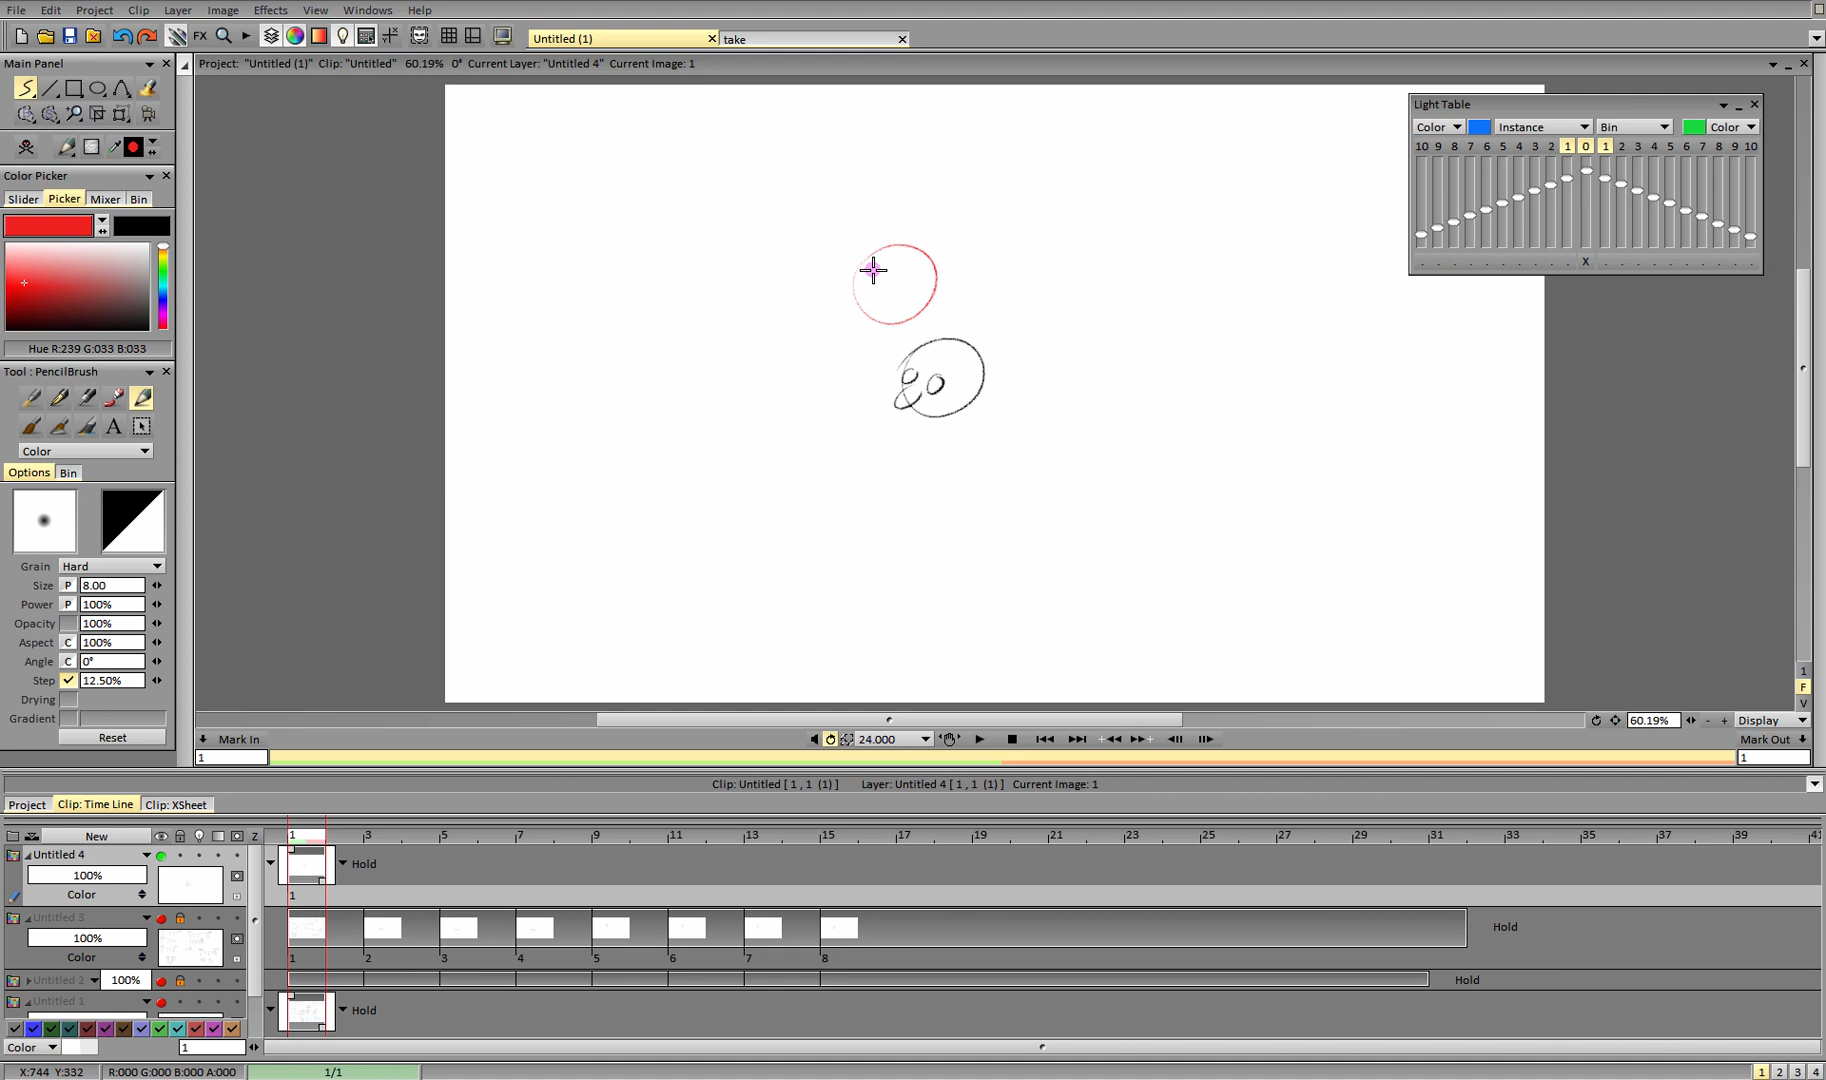 File Edit Project Clip Layer Image Effects View Windows Help
FX Untitled (1) take
Main Panel
Project: "Untitled (1)" Clip: "Untitled" 60.19% 0° Current Layer: "Untitled 4" Current Image: 1
Light Table
Color Instance Bin Color
10 9 8 7 6 5 4 3 2 1 0 1 2 3 4 5 6 7 8 9 10
X
Color Picker
Slider Picker Mixer Bin
Hue R:239 G:033 B:033
Tool : PencilBrush
A
Color
Options Bin
Grain Hard
Size P 8.00
Power P 100%
Opacity 100%
Aspect C 100%
Angle C 0°
Step 12.50%
Drying
Gradient
Reset
1
F
V
60.19% - + Display
Mark In 24.000 Mark Out
1 1
Clip: Untitled [ 1 , 1 (1) ] Layer: Untitled 4 [ 1 , 1 (1) ] Current Image: 1
Project Clip: Time Line Clip: XSheet
New Z 1 3 5 7 9 11 13 15 17 19 21 23 25 27 29 31 33 35 37 39 41
Untitled 4 Hold
100%
Color 1
Untitled 3
100% Hold
Color 1 2 3 4 5 6 7 8
Untitled 2 100% Hold
Untitled 1 Hold
Color 1
X:744 Y:332 R:000 G:000 B:000 A:000 1/1 1 2 3 4